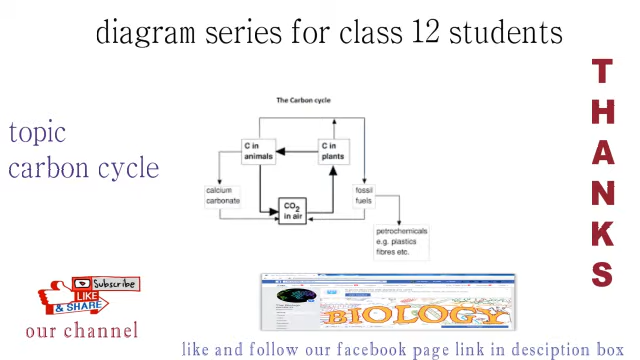 diagram series for class 12 students
THANKS
The Carbon cycle
topic
carbon cycle
C in
animals
C in
plants
calcium
carbonate
CO2
in air
fossil
fuels
petrochemicals
e.g. plastics
fibres etc.
Subscribe
LIKE
& SHARE
our channel
BIOLOGY
like and follow our facebook page link in desciption box